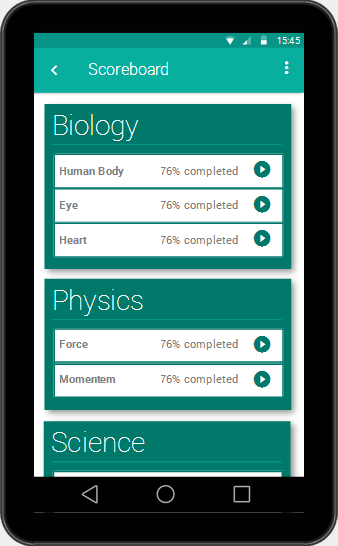 15:45
Scoreboard
Biology
Human Body 76% completed
Eye 76% completed
Heart 76% completed
Physics
Force 76% completed
Momentem 76% completed
Science